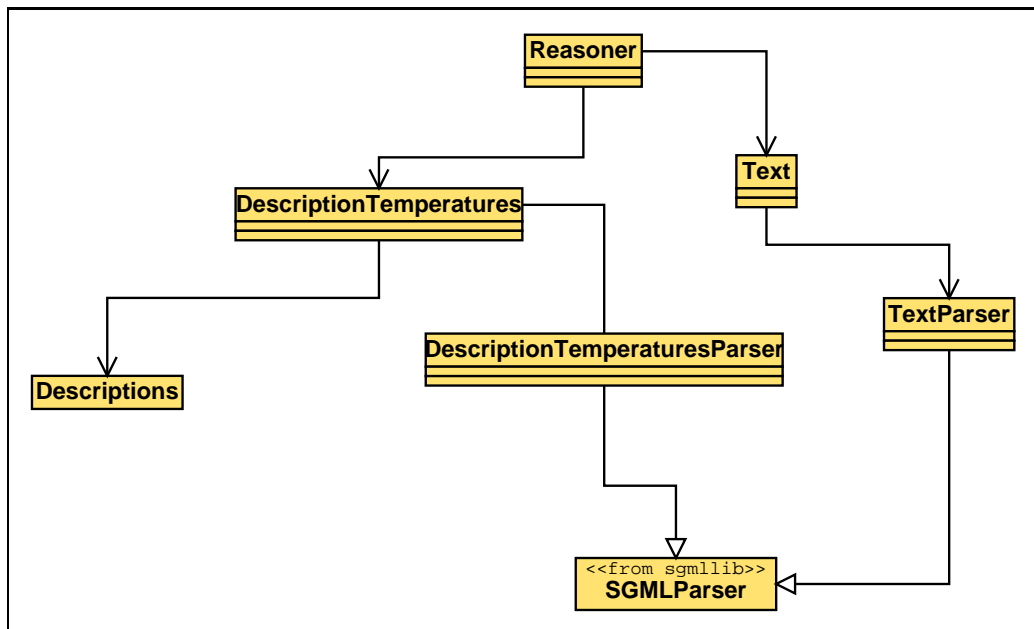 Reasoner
Text
DescriptionTemperatures
TextParser
DescriptionTemperaturesParser
Descriptions
<<from sgmllib>>
SGMLParser